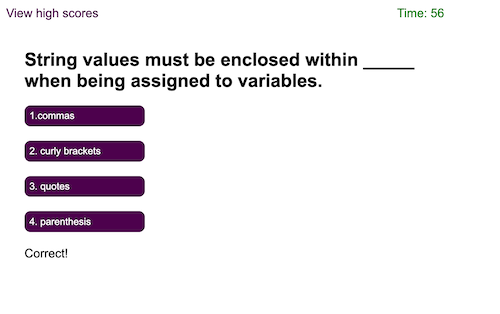 View high scores
Time: 56
String values must be enclosed within _____
when being assigned to variables.
1.commas
2. curly brackets
3. quotes
4. parenthesis
Correct!